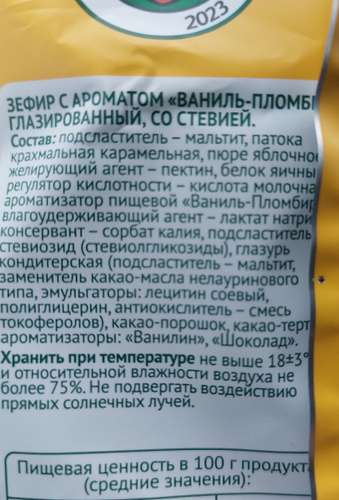 2023
ЗЕФИР С АРОМАТОМ «ВАНИЛЬ-ПЛОМБИ
ГЛАЗИРОВАННЫЙ, СО СТЕВИЕЙ.
Состав: подсластитель – мальтит, патока
крахмальная карамельная, пюре яблочно
желирующий агент – пектин, белок яичны
регулятор кислотности – кислота молочна
ароматизатор пищевой «Ваниль-Пломбир
влагоудерживающий агент – лактат натри
консервант – сорбат калия, подсластитель
стевиозид (стевиолгликозиды), глазурь
кондитерская (подсластитель – мальтит,
заменитель какао-масла нелауринового
типа, эмульгаторы: лецитин соевый,
полиглицерин, антиокислитель – смесь
токоферолов), какао-порошок, какао-терт
ароматизаторы: «Ванилин», «Шоколад».
Хранить при температуре не выше 18±3°
и относительной влажности воздуха не
более 75%. Не подвергать воздействию
прямых солнечных лучей.
Пищевая ценность в 100 г продукт
(средние значения):